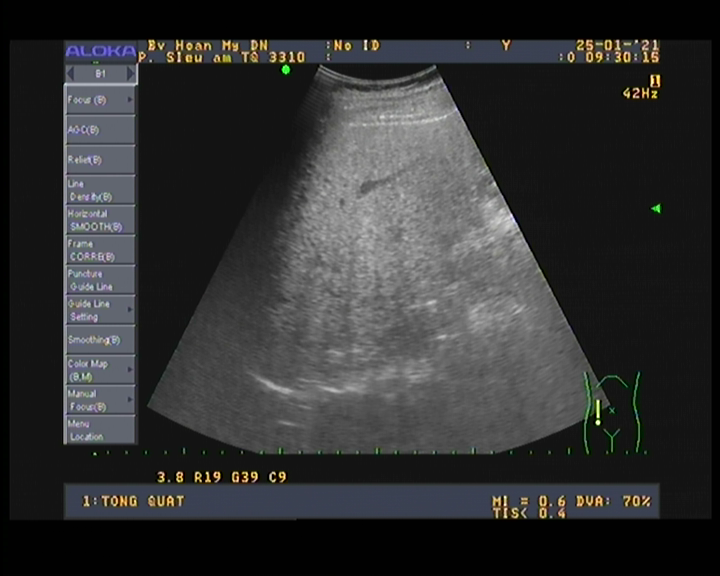 ALOKA
Bv Hoan My DN :No ID : Y 25-01-'21
P. Sieu am TQ 3310 : :0 09:30:15
B1
1
42Hz
Focus (B)
AGC(B)
Relief(B)
Line
Density(B)
Horizontal
SMOOTH(B)
Frame
CORRE(B)
Puncture
Guide Line
Guide Line
Setting
Smoothing(B)
Color Map
(B,M)
Manual
Focus(B)
Menu
Location
3.8 R19 G39 C9
1:TONG QUAT
MI = 0.6 DVA: 70%
TIS< 0.4